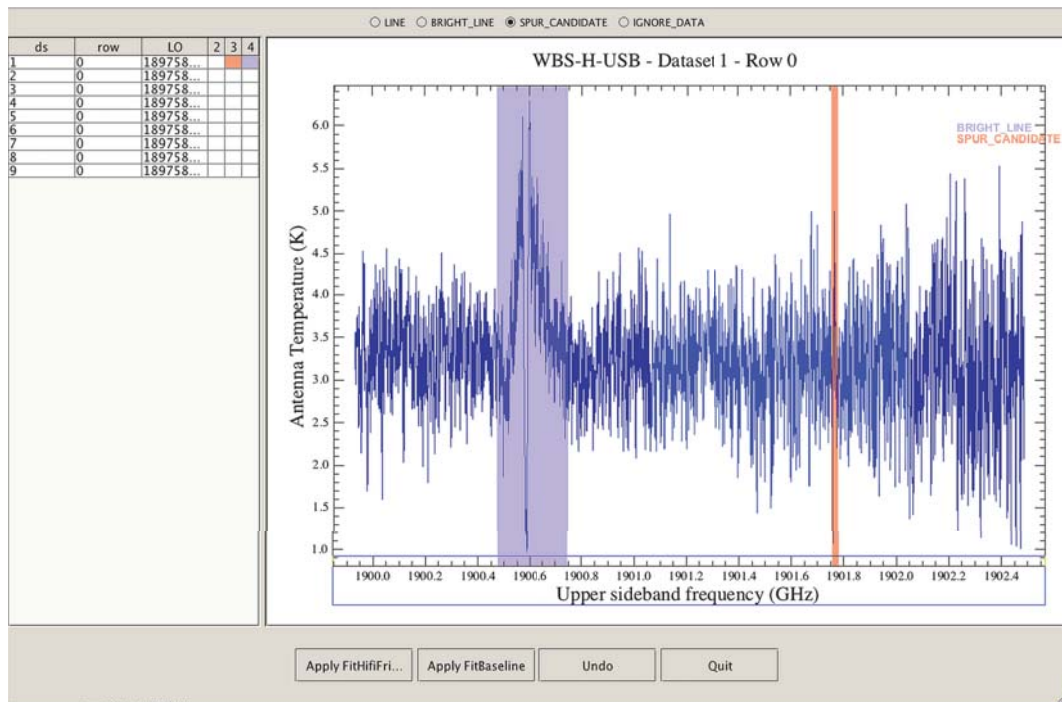 LINE BRIGHT_LINE SPUR_CANDIDATE IGNORE_DATA
ds row LO 2 3 4
1 0 189758...
2 0 189758...
3 0 189758...
4 0 189758...
5 0 189758...
6 0 189758...
7 0 189758...
8 0 189758...
9 0 189758...
WBS-H-USB - Dataset 1 - Row 0
BRIGHT_LINE
SPUR_CANDIDATE
Antenna Temperature (K)
6.0
5.5
5.0
4.5
4.0
3.5
3.0
2.5
2.0
1.5
1.0
1900.0 1900.2 1900.4 1900.6 1900.8 1901.0 1901.2 1901.4 1901.6 1901.8 1902.0 1902.2 1902.4
Upper sideband frequency (GHz)
Apply FitHifiFri... Apply FitBaseline Undo Quit